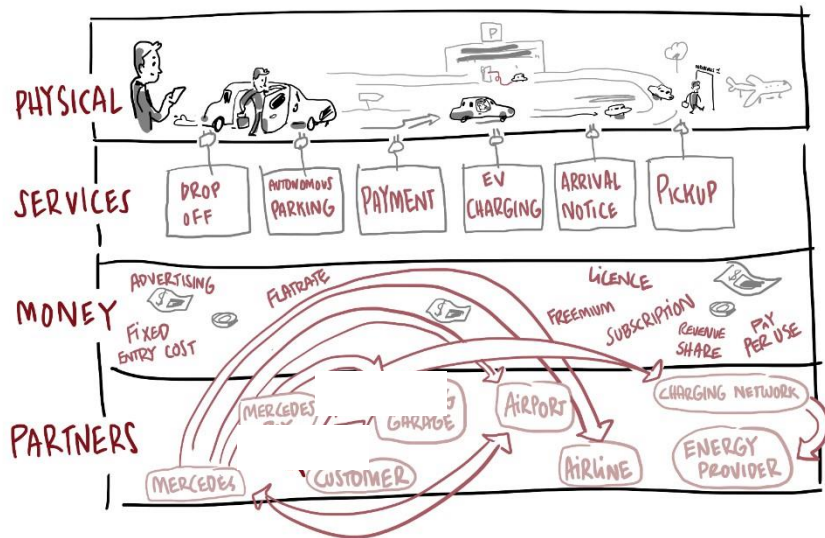 P
PHYSICAL
SERVICES
DROP
OFF
AUTONOMOUS
PARKING
PAYMENT
EV
CHARGING
ARRIVAL
NOTICE
PICKUP
MONEY
ADVERTISING
FIXED
ENTRY COST
FLATRATE
LICENCE
FREEMIUM
SUBSCRIPTION
REVENUE
SHARE
PAY
PER USE
$
$
$
PARTNERS
MERCEDES
GARAGE
AIRPORT
CHARGING NETWORK
MERCEDES
CUSTOMER
AIRLINE
ENERGY
PROVIDER